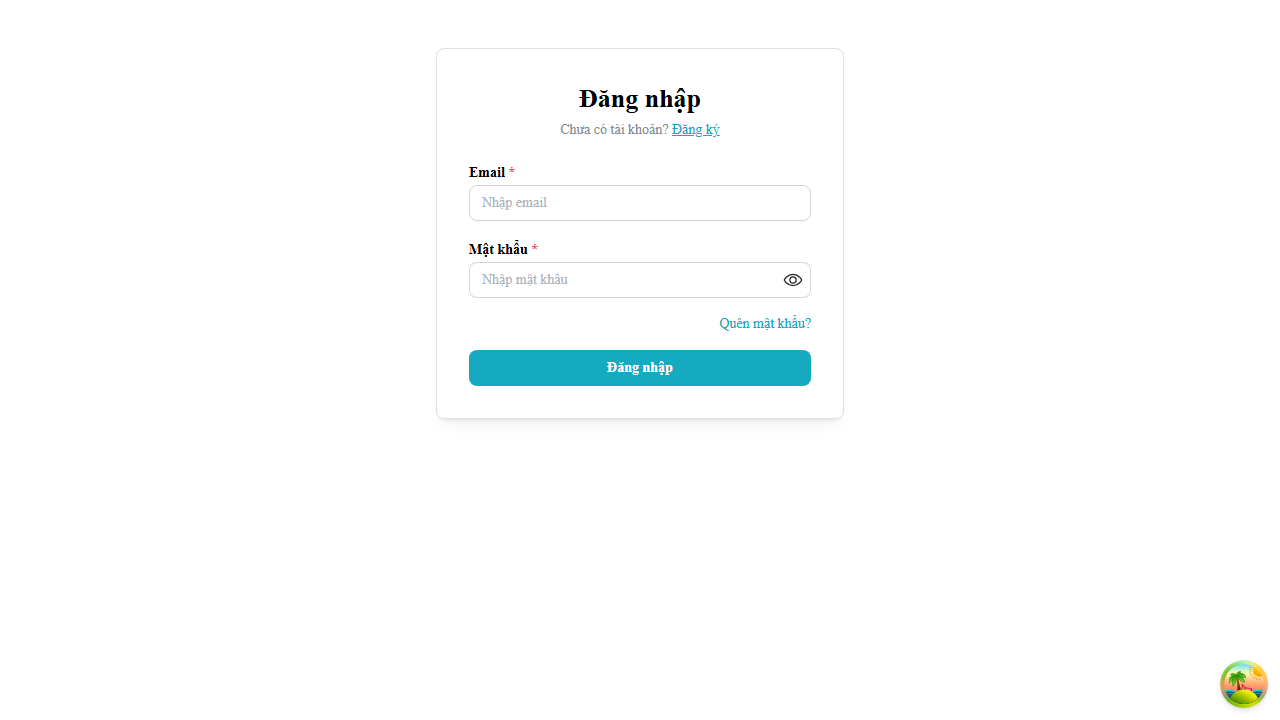 Đăng nhập
Chưa có tài khoản? Đăng ký
Email *
Nhập email
Mật khẩu *
Nhập mật khẩu
Quên mật khẩu?
Đăng nhập